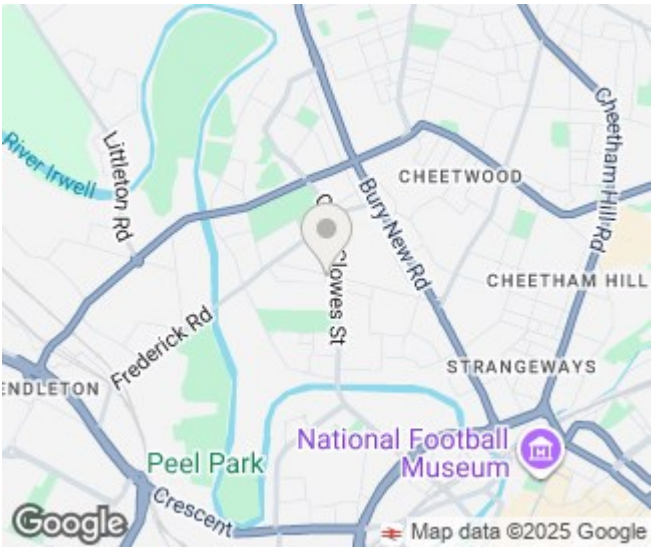 Cheetham Hill Rd
River Irwell
Littleton Rd
CHEETWOOD
Bury New Rd
Clowes St
CHEETHAM HILL
Frederick Rd
STRANGEWAYS
ENDLETON
National Football
Museum
Peel Park
Crescent
Google
Map data ©2025 Google